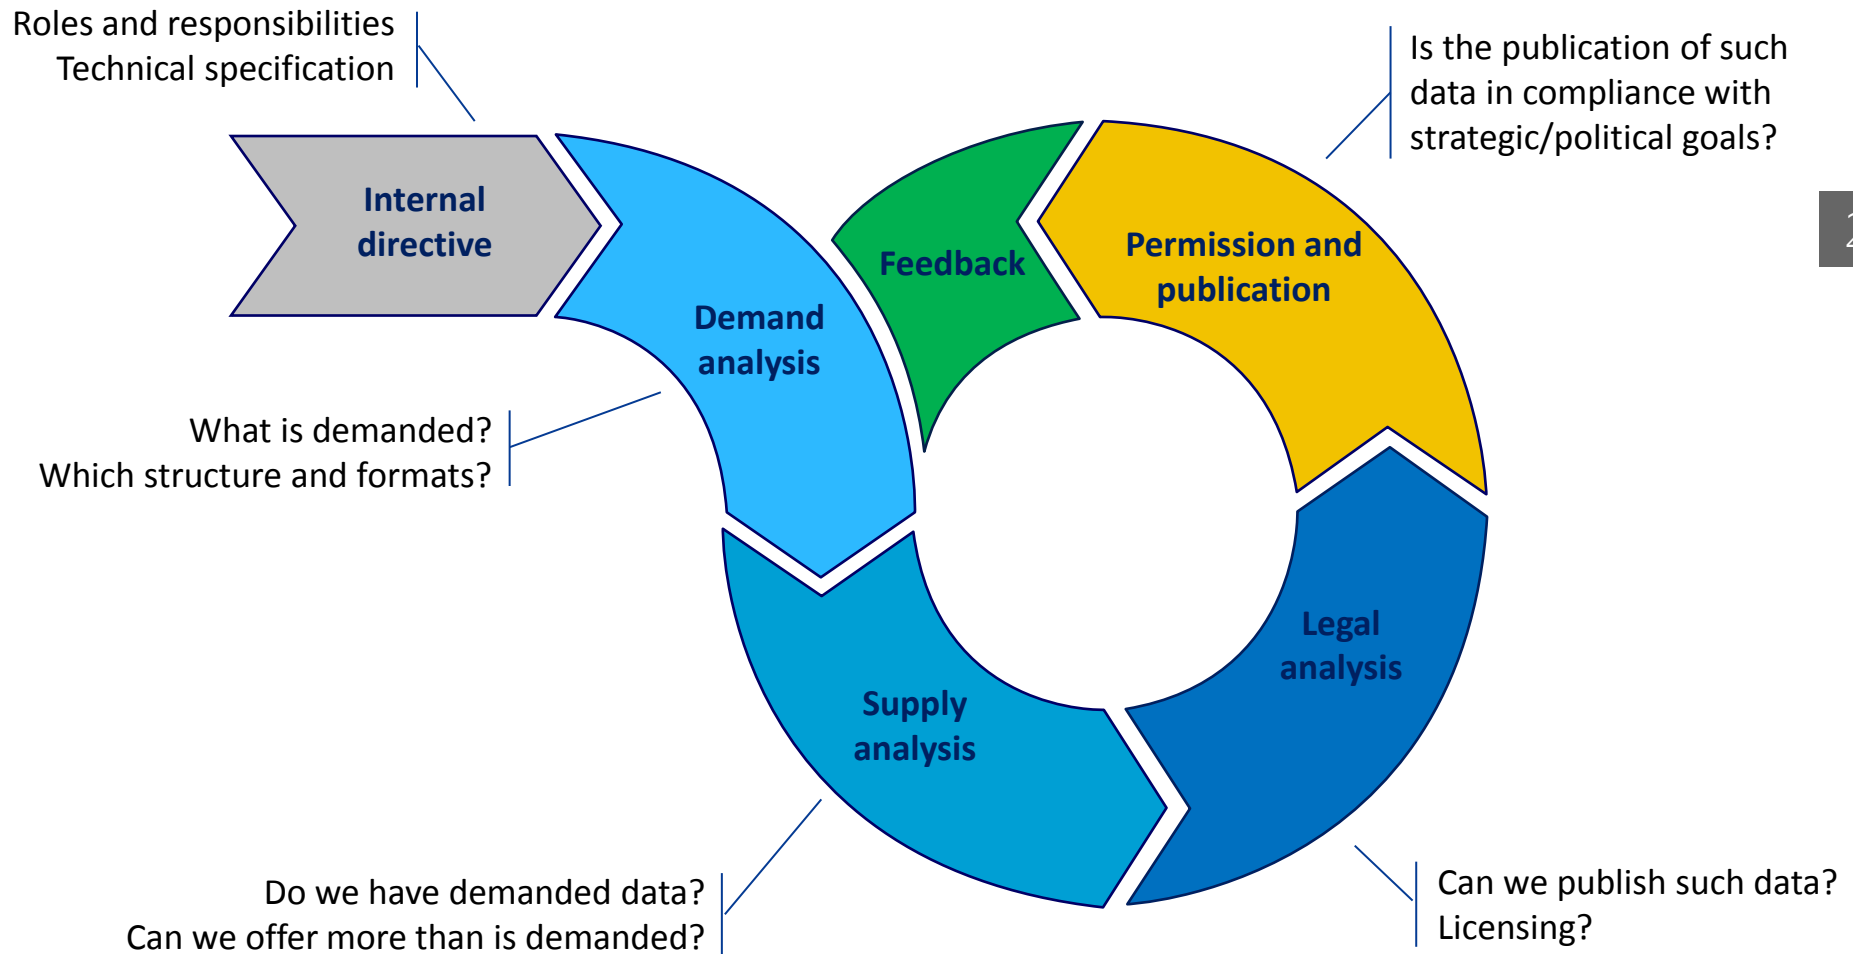 Roles and responsibilities
Technical specification
Is the publication of such
data in compliance with
strategic/political goals?
Internal
directive
Feedback
Permission and
publication
Demand
analysis
What is demanded?
Which structure and formats?
Legal
analysis
Supply
analysis
Do we have demanded data?
Can we offer more than is demanded?
Can we publish such data?
Licensing?